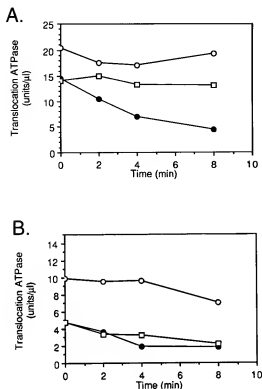 A.
Translocation ATPase
(units/µl)
25
20
15
10
5
0
0 2 4 6 8 10
Time (min)
B.
Translocation ATPase
(units/µl)
14
12
10
8
6
4
2
0
0 2 4 6 8 10
Time (min)